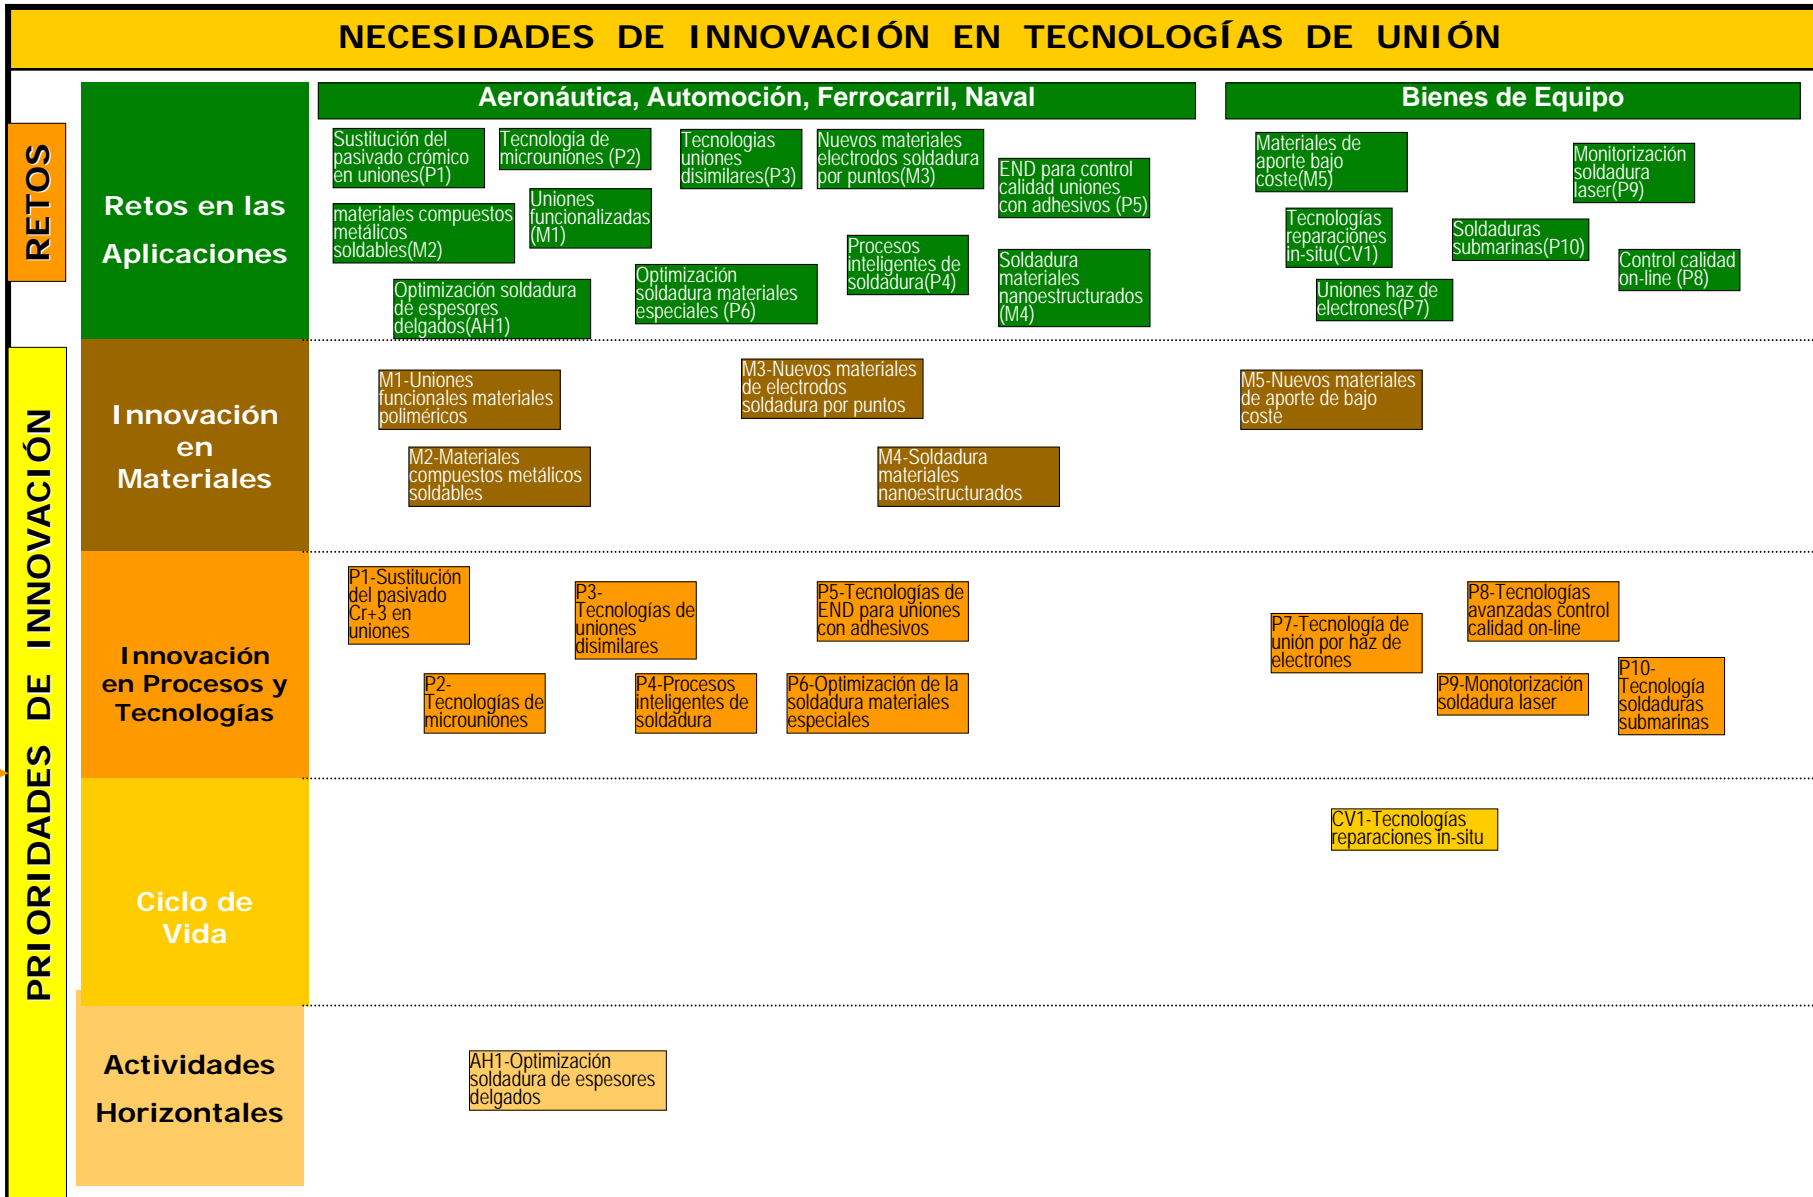 NECESIDADES DE INNOVACIÓN EN TECNOLOGÍAS DE UNIÓN
RETOS
Retos en las
Aplicaciones
Aeronáutica, Automoción, Ferrocarril, Naval
Sustitución del
pasivado crómico
en uniones(P1)
Tecnologia de
microuniones (P2)
Tecnologias
uniones
disimilares(P3)
Nuevos materiales
electrodos soldadura
por puntos(M3)
END para control
calidad uniones
con adhesivos (P5)
materiales compuestos
metálicos
soldables(M2)
Uniones
funcionalizadas
(M1)
Optimización soldadura
de espesores
delgados(AH1)
Optimización
soldadura materiales
especiales (P6)
Procesos
inteligentes de
soldadura(P4)
Soldadura
materiales
nanoestructurados
(M4)
Bienes de Equipo
Materiales de
aporte bajo
coste(M5)
Monitorización
soldadura
laser(P9)
Tecnologías
reparaciones
in-situ(CV1)
Soldaduras
submarinas(P10)
Control calidad
on-line (P8)
Uniones haz de
electrones(P7)
PRIORIDADES DE INNOVACIÓN
Innovación
en
Materiales
M1-Uniones
funcionales materiales
poliméricos
M2-Materiales
compuestos metálicos
soldables
M3-Nuevos materiales
de electrodos
soldadura por puntos
M4-Soldadura
materiales
nanoestructurados
M5-Nuevos materiales
de aporte de bajo
coste
Innovación
en Procesos y
Tecnologías
P1-Sustitución
del pasivado
Cr+3 en
uniones
P2-
Tecnologías de
microuniones
P3-
Tecnologías de
uniones
disimilares
P4-Procesos
inteligentes de
soldadura
P5-Tecnologías de
END para uniones
con adhesivos
P6-Optimización de la
soldadura materiales
especiales
P7-Tecnología de
unión por haz de
electrones
P8-Tecnologías
avanzadas control
calidad on-line
P9-Monotorización
soldadura laser
P10-
Tecnología
soldaduras
submarinas
Ciclo de
Vida
CV1-Tecnologías
reparaciones in-situ
Actividades
Horizontales
AH1-Optimización
soldadura de espesores
delgados